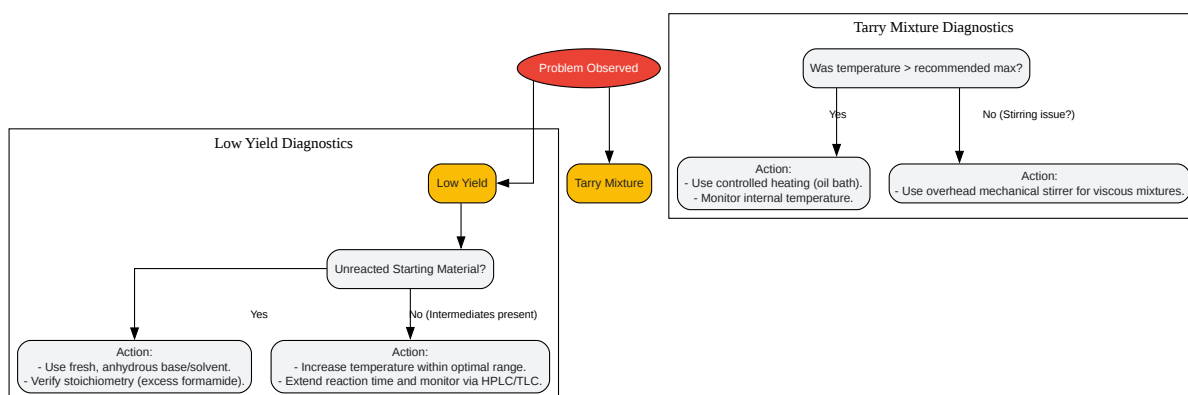 Problem Observed
Low Yield Diagnostics
Low Yield
Tarry Mixture
Unreacted Starting Material?
Yes
No (Intermediates present)
Action:
- Use fresh, anhydrous base/solvent.
- Verify stoichiometry (excess formamide).
Action:
- Increase temperature within optimal range.
- Extend reaction time and monitor via HPLC/TLC.
Tarry Mixture Diagnostics
Was temperature > recommended max?
Yes
No (Stirring issue?)
Action:
- Use controlled heating (oil bath).
- Monitor internal temperature.
Action:
- Use overhead mechanical stirrer for viscous mixtures.